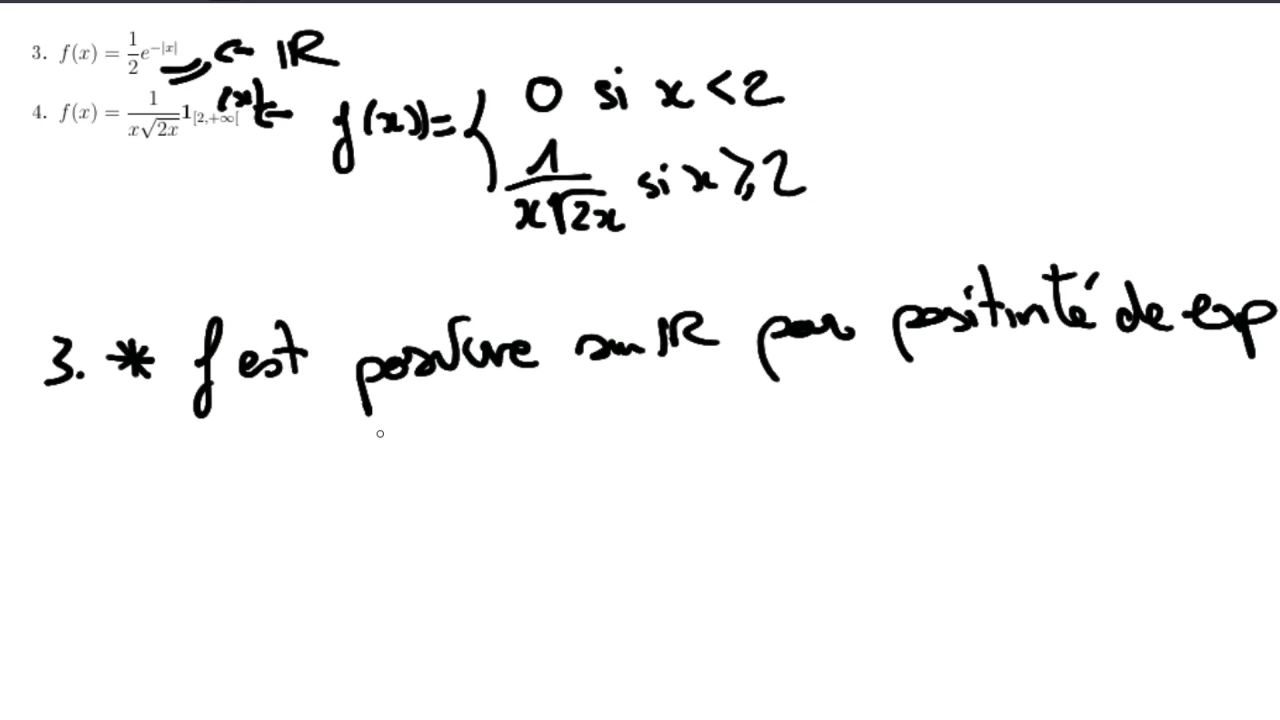 3. f(x) = 1/2 e^{-|x|} ← ℝ
4. f(x) = 1/(x√(2x)) 1_{[2,+∞[} (x) ←
f(x) = { 0 si x < 2
1/(x√2x) si x ⩾ 2
3. * f est positive sur ℝ par positivité de exp